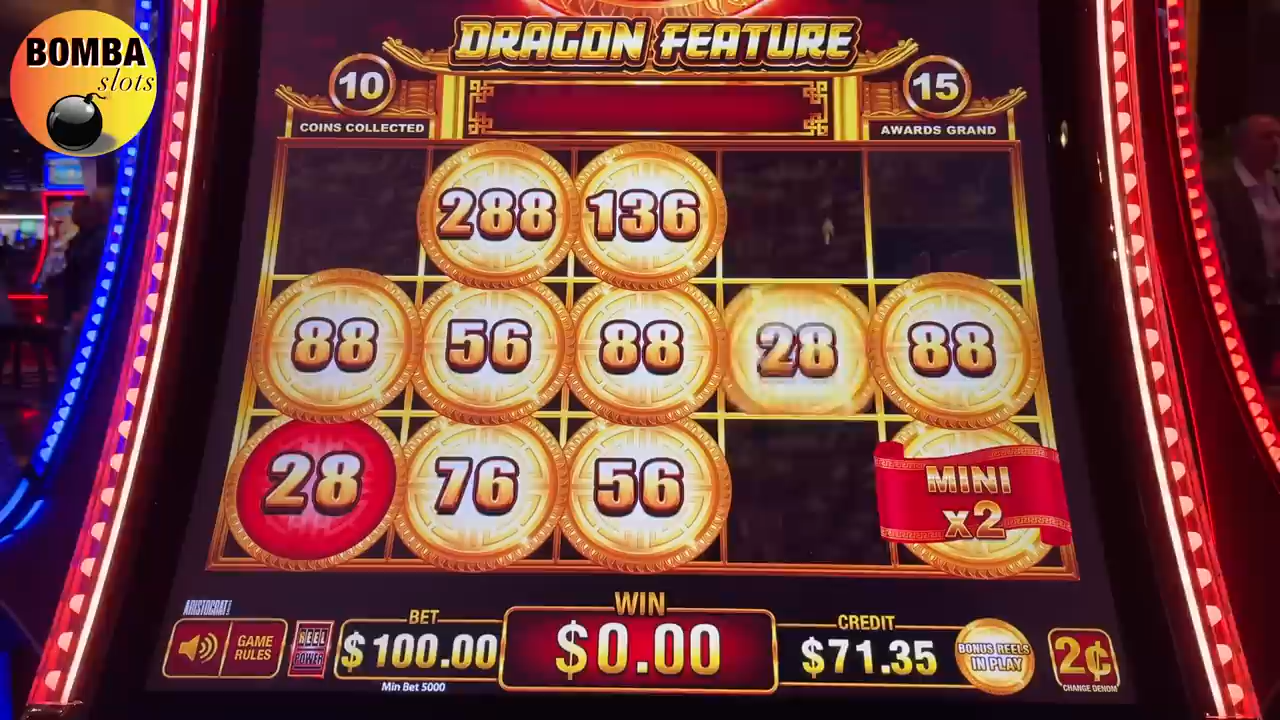 BOMBA
slots
DRAGON FEATURE
10
COINS COLLECTED
15
AWARDS GRAND
288
136
88
56
88
28
88
28
76
56
MINI
x2
ARISTOCRAT
GAME
RULES
REEL
POWER
BET
$100.00
Min Bet 5000
WIN
$0.00
CREDIT
$71.35
BONUS REELS
IN PLAY
2¢
CHANGE DENOM